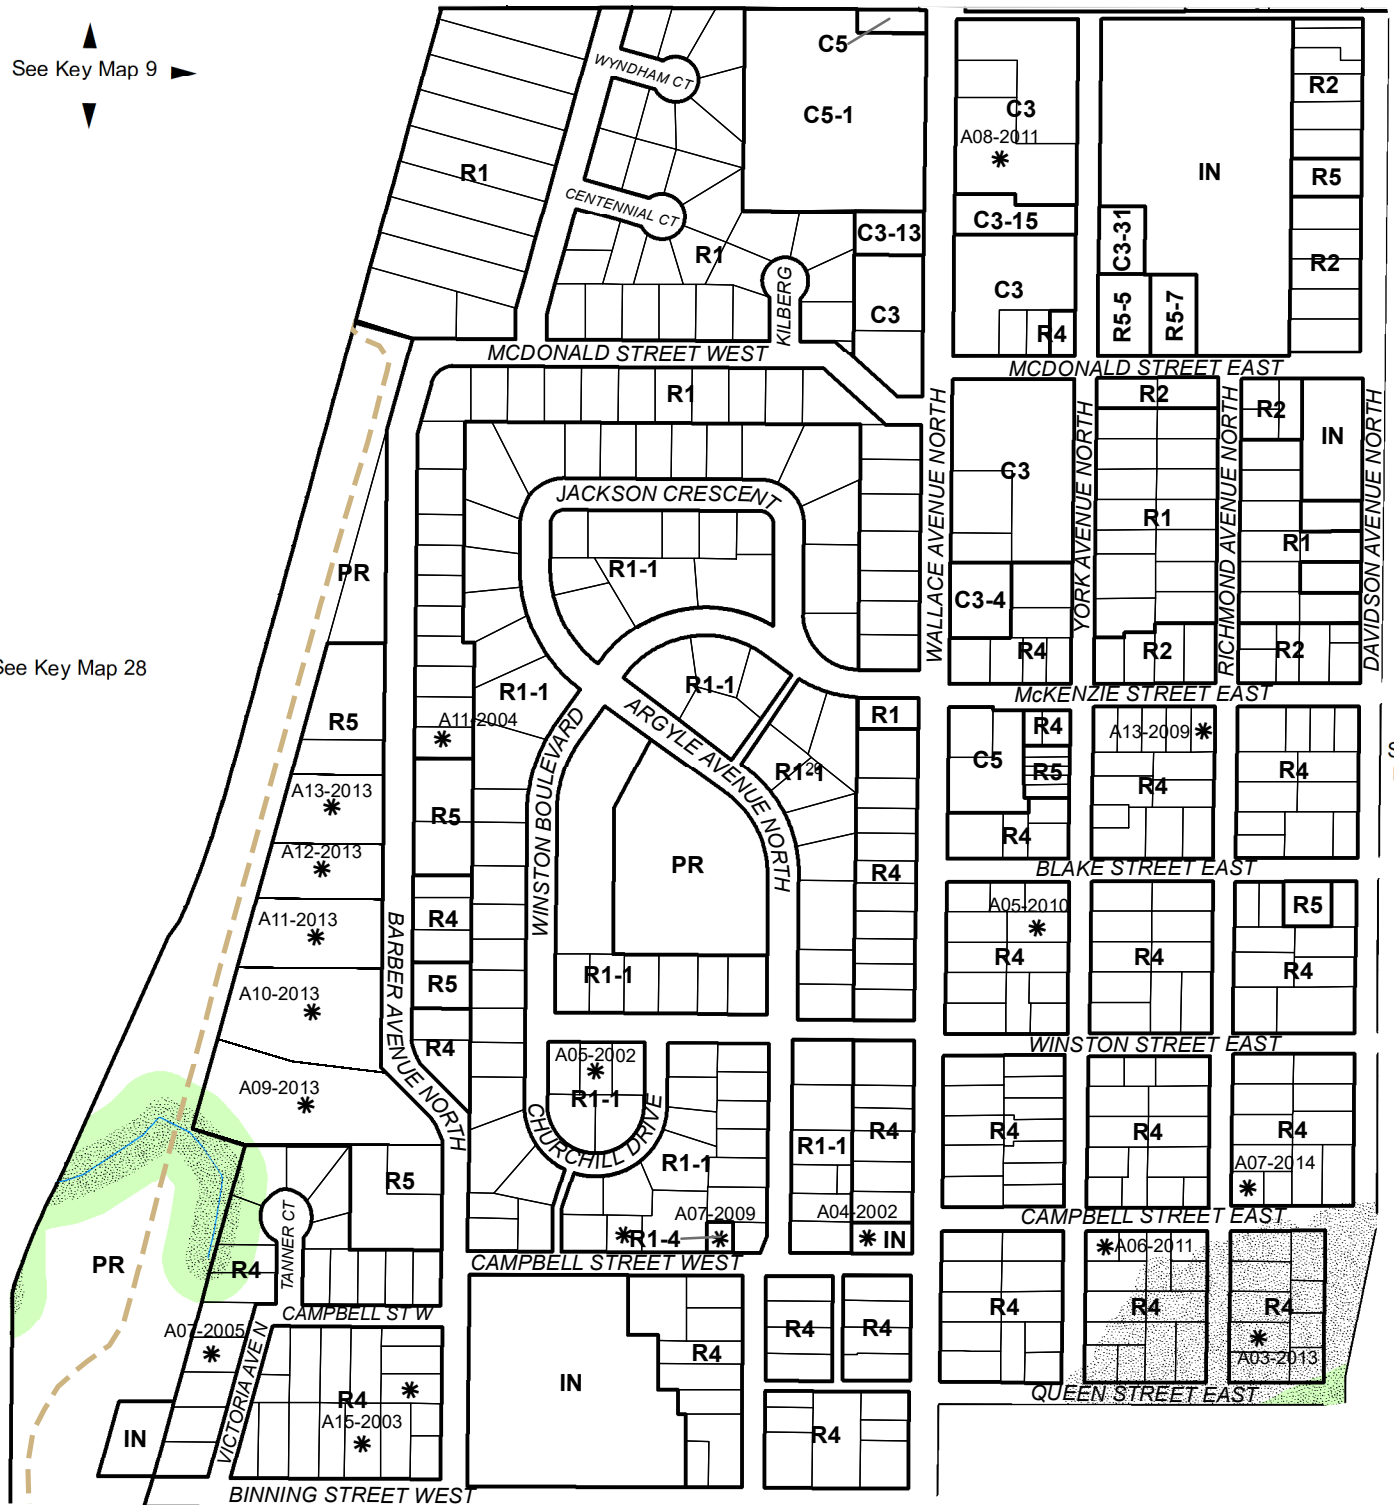 See Key Map 9
C5
WYNDHAM CT
C5-1
C3
R2
A08-2011
R1
IN
R5
CENTENNIAL CT
C3-15
C3-13
R1
C3-31
R2
KILBERG
C3
C3
R5-5
R5-7
R4
MCDONALD STREET WEST
MCDONALD STREET EAST
R1
R2
R2
IN
WALLACE AVENUE NORTH
YORK AVENUE NORTH
RICHMOND AVENUE NORTH
DAVIDSON AVENUE NORTH
C3
JACKSON CRESCENT
R1
R1
PR
R1-1
C3-4
R4
R2
R2
See Key Map 28
R1-1
R1-1
McKENZIE STREET EAST
R5
A11-2004
WINSTON BOULEVARD
ARGYLE AVENUE NORTH
R1
R4
A13-2009
C5
R5
R4
R4
R1-1
A13-2013
R5
R4
A12-2013
PR
R4
BLAKE STREET EAST
A11-2013
BARBER AVENUE NORTH
R4
A05-2010
R5
R4
R4
R4
R5
R1-1
A10-2013
R4
WINSTON STREET EAST
A05-2002
A09-2013
R1-1
CHURCHILL DRIVE
R4
R4
R4
R4
R1-1
R1-1
A07-2014
R5
TANNER CT
A07-2009
A04-2002
R1-4
IN
CAMPBELL STREET EAST
PR
R4
CAMPBELL STREET WEST
A06-2011
CAMPBELL ST W
R4
R4
R4
A07-2005
VICTORIA AVE N
R4
R4
R4
A03-2013
IN
R4
A15-2003
QUEEN STREET EAST
IN
R4
BINNING STREET WEST